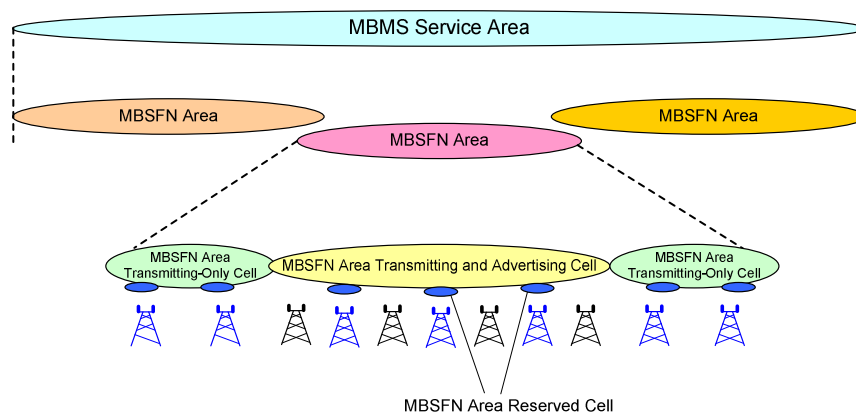 MBMS Service Area
MBSFN Area
MBSFN Area
MBSFN Area
MBSFN Area
Transmitting-Only Cell
MBSFN Area Transmitting and Advertising Cell
MBSFN Area
Transmitting-Only Cell
MBSFN Area Reserved Cell